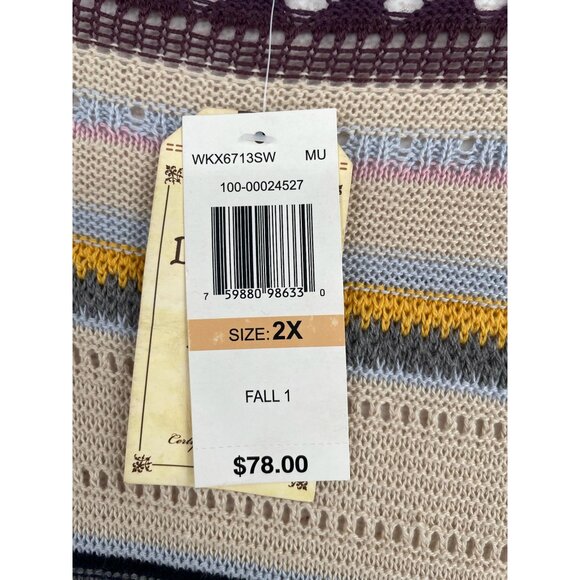 WKX6713SW MU
100-00024527
7 59880 98633 0
SIZE: 2X
FALL 1
$78.00